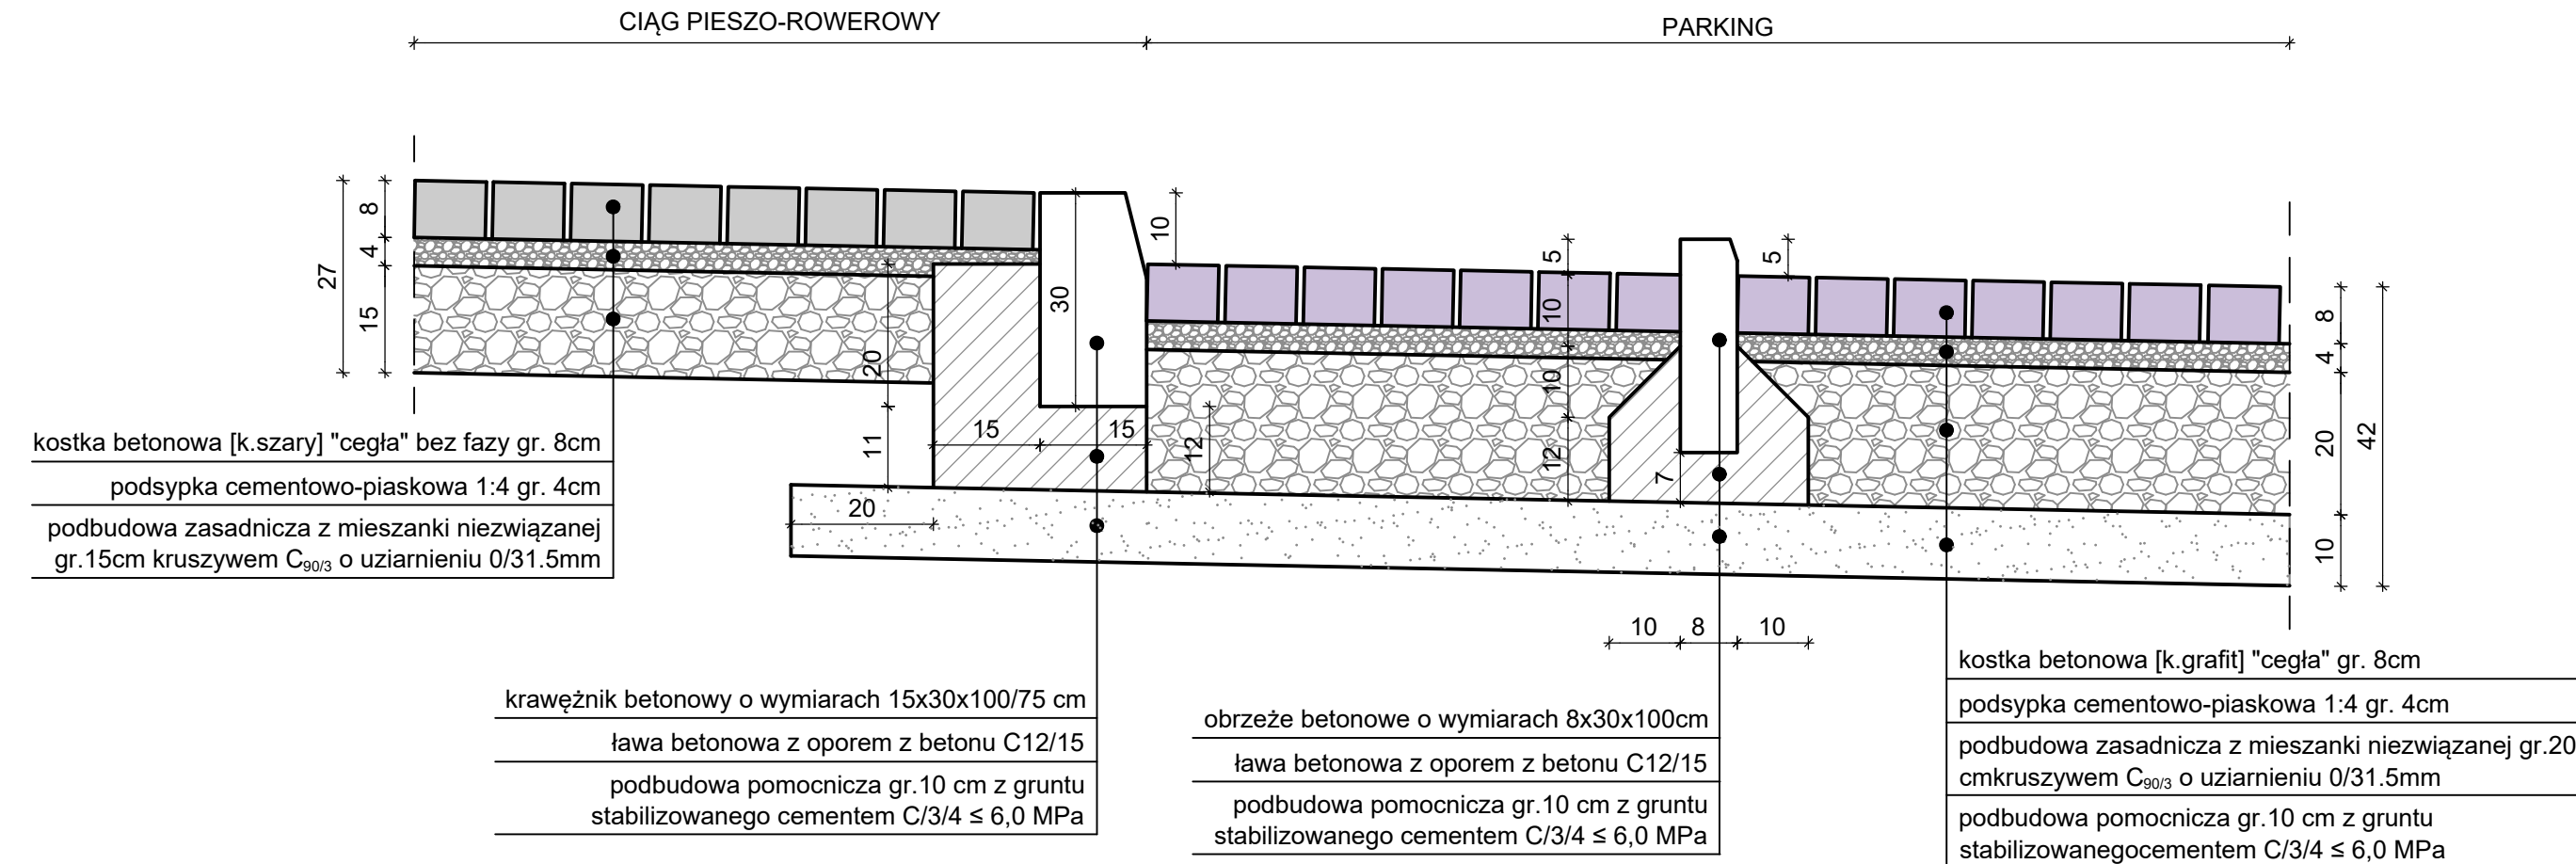 CIĄG PIESZO-ROWEROWY
PARKING
27
8
4
15
20
11
20
15
15
30
10
12
5
10
10
12
7
5
10
8
10
8
4
20
10
42
kostka betonowa [k.szary] "cegła" bez fazy gr. 8cm
podsypka cementowo-piaskowa 1:4 gr. 4cm
podbudowa zasadnicza z mieszanki niezwiązanej
gr.15cm kruszywem C90/3 o uziarnieniu 0/31.5mm
krawężnik betonowy o wymiarach 15x30x100/75 cm
ława betonowa z oporem z betonu C12/15
podbudowa pomocnicza gr.10 cm z gruntu
stabilizowanego cementem C/3/4 ≤ 6,0 MPa
obrzeże betonowe o wymiarach 8x30x100cm
ława betonowa z oporem z betonu C12/15
podbudowa pomocnicza gr.10 cm z gruntu
stabilizowanego cementem C/3/4 ≤ 6,0 MPa
kostka betonowa [k.grafit] "cegła" gr. 8cm
podsypka cementowo-piaskowa 1:4 gr. 4cm
podbudowa zasadnicza z mieszanki niezwiązanej gr.20
cmkruszywem C90/3 o uziarnieniu 0/31.5mm
podbudowa pomocnicza gr.10 cm z gruntu
stabilizowanegocementem C/3/4 ≤ 6,0 MPa